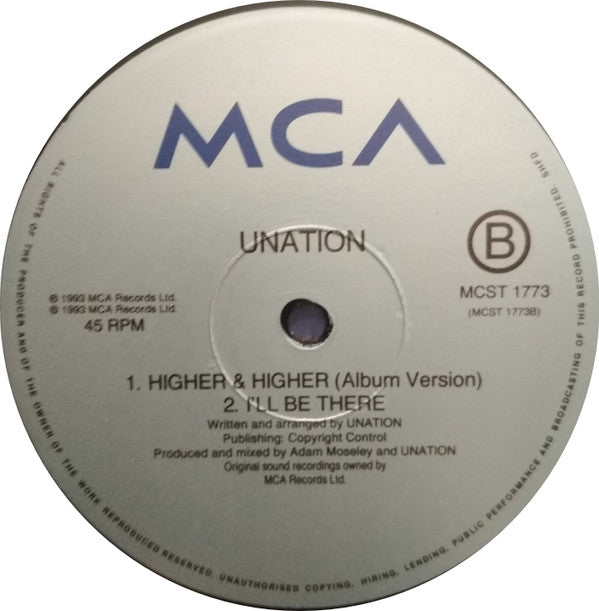 MCA
UNATION
B
℗ 1993 MCA Records Ltd.
© 1993 MCA Records Ltd.
45 RPM
MCST 1773
(MCST 1773B)
1. HIGHER & HIGHER (Album Version)
2. I'LL BE THERE
Written and arranged by UNATION
Publishing: Copyright Control
Produced and mixed by Adam Moseley and UNATION
Original sound recordings owned by
MCA Records Ltd.
ALL RIGHTS OF THE PRODUCER AND OF THE OWNER OF THE WORK REPRODUCED RESERVED. UNAUTHORISED COPYING, HIRING, LENDING, PUBLIC PERFORMANCE AND BROADCASTING OF THIS RECORD PROHIBITED. SHFD